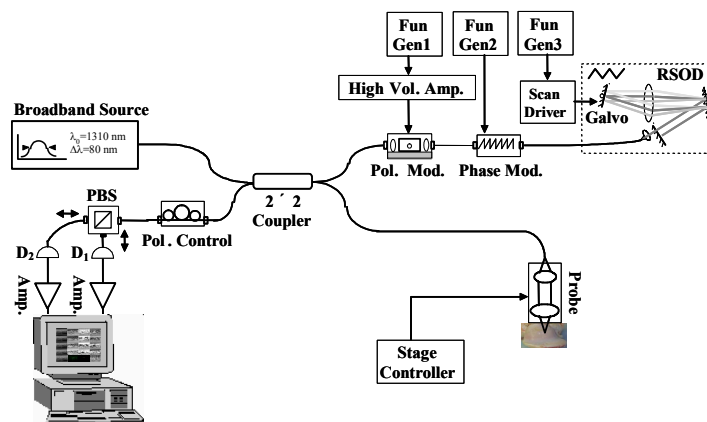 Fun
Gen1
Fun
Gen2
Fun
Gen3
High Vol. Amp.
Scan
Driver
RSOD
Galvo
Broadband Source
λ0=1310 nm
Δλ=80 nm
Pol. Mod.
Phase Mod.
PBS
2 ´ 2
Coupler
Pol. Control
D2
D1
Amp.
Amp.
Probe
Stage
Controller